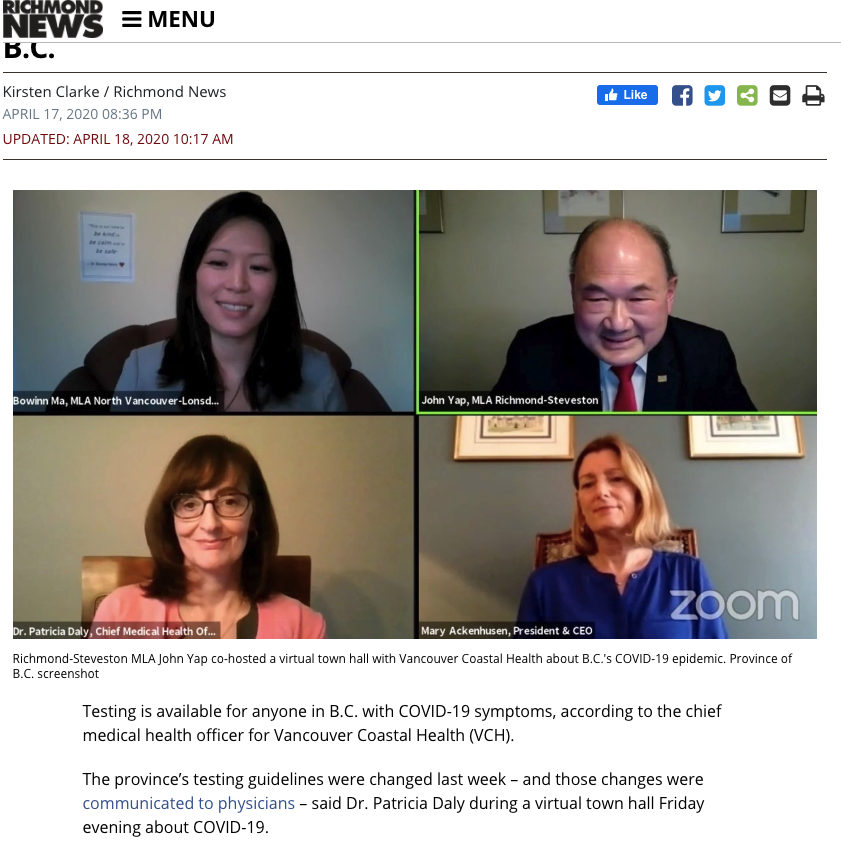 RICHMOND
NEWS
MENU
B.C.
Kirsten Clarke / Richmond News
APRIL 17, 2020 08:36 PM
UPDATED: APRIL 18, 2020 10:17 AM
Like
be kind
be calm
be safe
Bowinn Ma, MLA North Vancouver-Lonsd...
John Yap, MLA Richmond-Steveston
Dr. Patricia Daly, Chief Medical Health Of...
Mary Ackenhusen, President & CEO
zoom
Richmond-Steveston MLA John Yap co-hosted a virtual town hall with Vancouver Coastal Health about B.C.'s COVID-19 epidemic. Province of
B.C. screenshot
Testing is available for anyone in B.C. with COVID-19 symptoms, according to the chief
medical health officer for Vancouver Coastal Health (VCH).
The province’s testing guidelines were changed last week – and those changes were
communicated to physicians – said Dr. Patricia Daly during a virtual town hall Friday
evening about COVID-19.